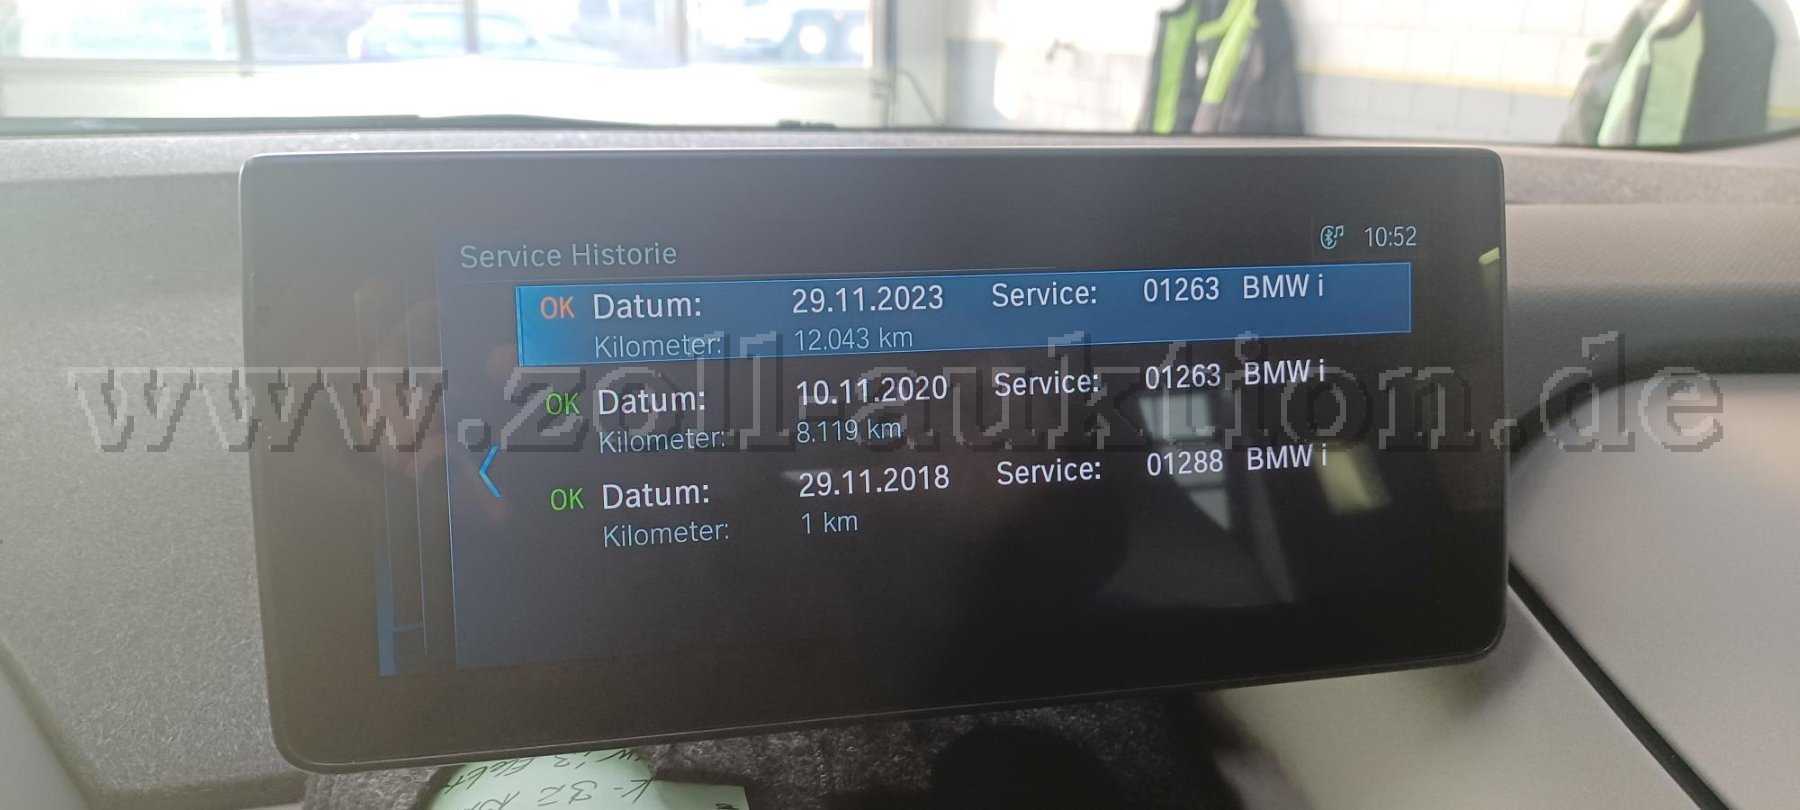 Service Historie
10:52
OK Datum: 29.11.2023 Service: 01263 BMW i
Kilometer: 12.043 km
OK Datum: 10.11.2020 Service: 01263 BMW i
Kilometer: 8.119 km
OK Datum: 29.11.2018 Service: 01288 BMW i
Kilometer: 1 km
www.zoll-auktion.de